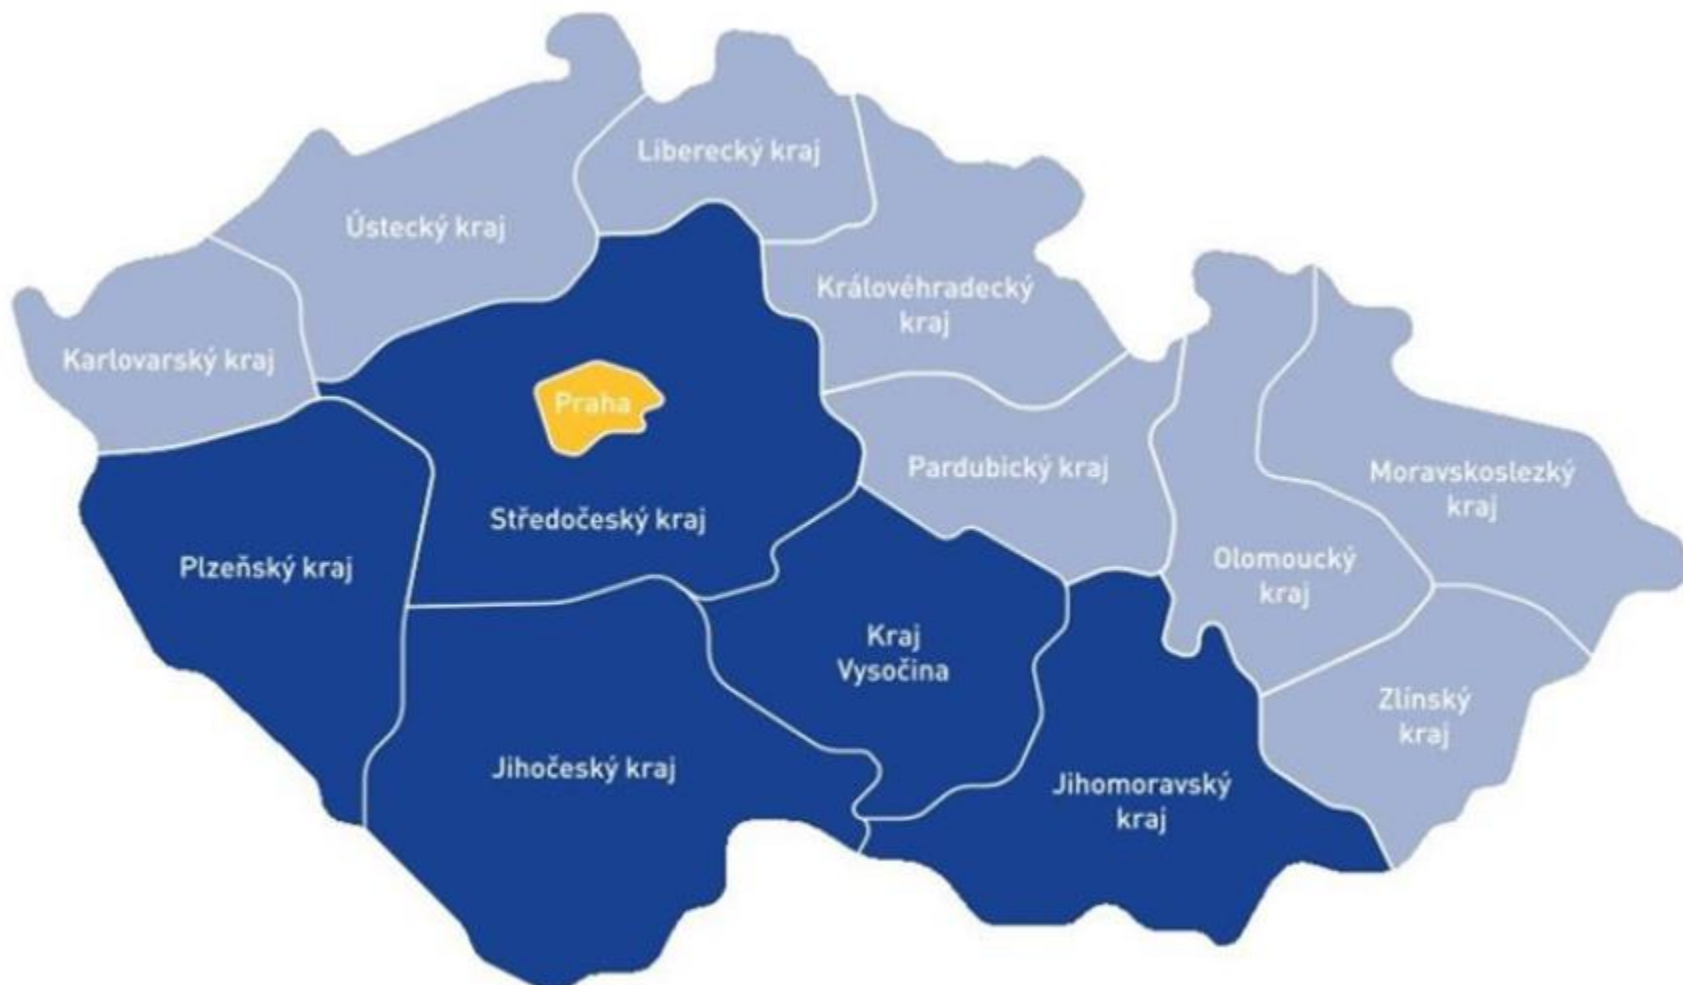 Liberecký kraj
Ústecký kraj
Královéhradecký
kraj
Karlovarský kraj
Praha
Pardubický kraj
Moravskoslezký
kraj
Středočeský kraj
Plzeňský kraj
Olomoucký
kraj
Kraj
Vysočina
Zlínský
kraj
Jihočeský kraj
Jihomoravský
kraj